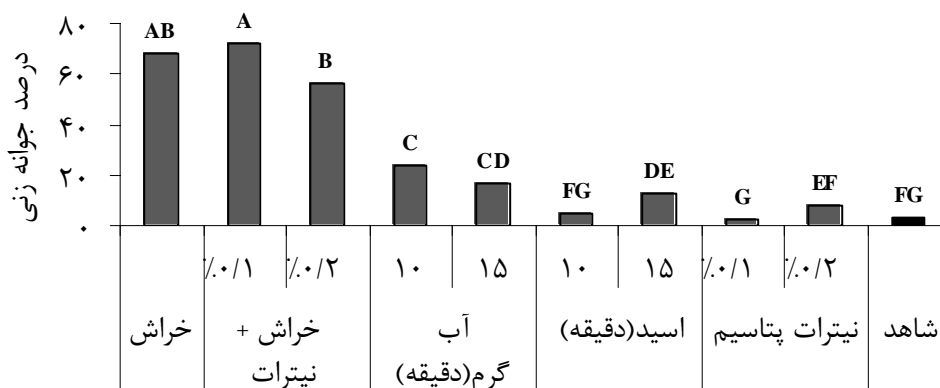 درصد جوانه زنی
۸۰
۶۰
۴۰
۲۰
۰
AB A B C CD FG DE G EF FG
٪۰/۱ ٪۰/۲ ۱۰ ۱۵ ۱۰ ۱۵ ٪۰/۱ ٪۰/۲
خراش
خراش +
نیترات
آب
گرم(دقیقه)
اسید(دقیقه)
نیترات پتاسیم
شاهد